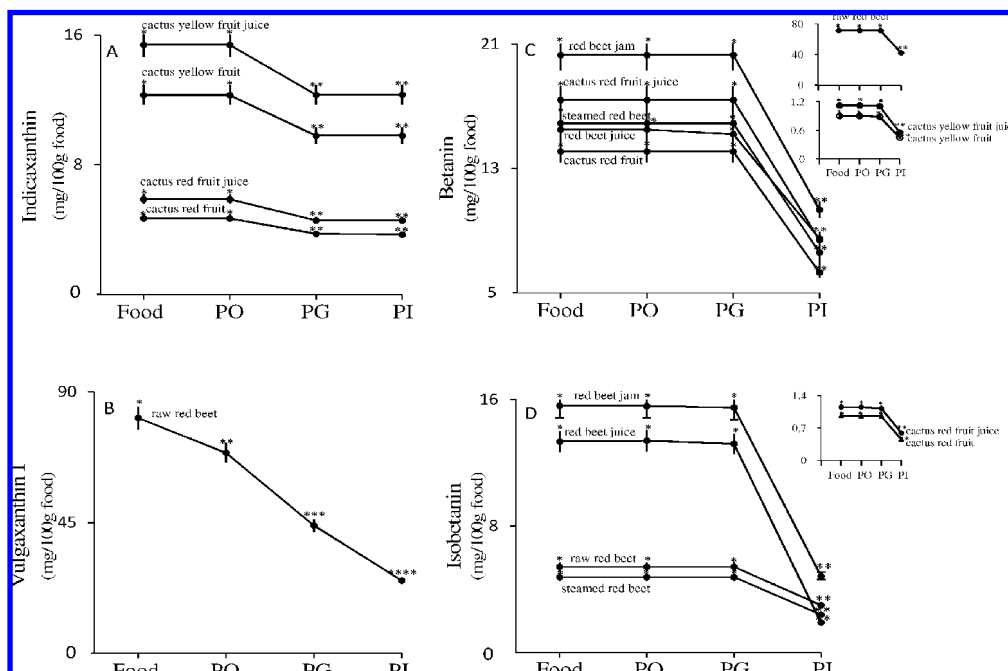 A
16
8
0
Indicaxanthin
(mg/100g food)
cactus yellow fruit juice
cactus yellow fruit
cactus red fruit juice
cactus red fruit
* * ** **
* * ** **
* * ** **
* * ** **
Food PO PG PI
C
21
13
5
Betanin
(mg/100g food)
red beet jam
cactus red fruit juice
steamed red beet
red beet juice
cactus red fruit
Food PO PG PI
raw red beet
80
40
0
* * * **
1,2
0,6
0
cactus yellow fruit juic
cactus yellow fruit
Food PO PG PI
B
90
45
0
Vulgaxanthin I
(mg/100g food)
raw red beet
* ** *** ****
Food PO PG PI
D
16
8
0
Isobetanin
(mg/100g food)
red beet jam
red beet juice
raw red beet
steamed red beet
Food PO PG PI
1,4
0,7
0
cactus red fruit juice
cactus red fruit
Food PO PG PI